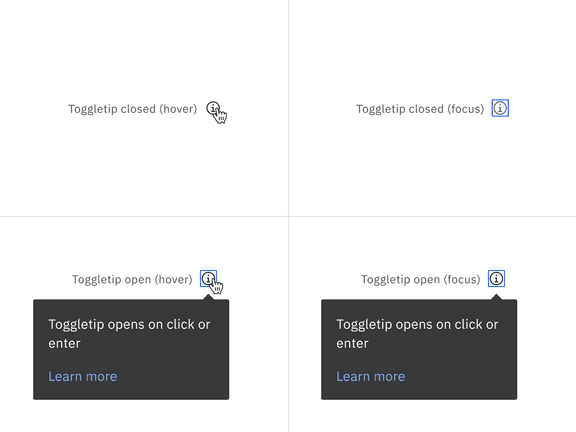 Toggletip closed (hover)
Toggletip closed (focus)
Toggletip open (hover)
Toggletip opens on click or
enter
Learn more
Toggletip open (focus)
Toggletip opens on click or
enter
Learn more